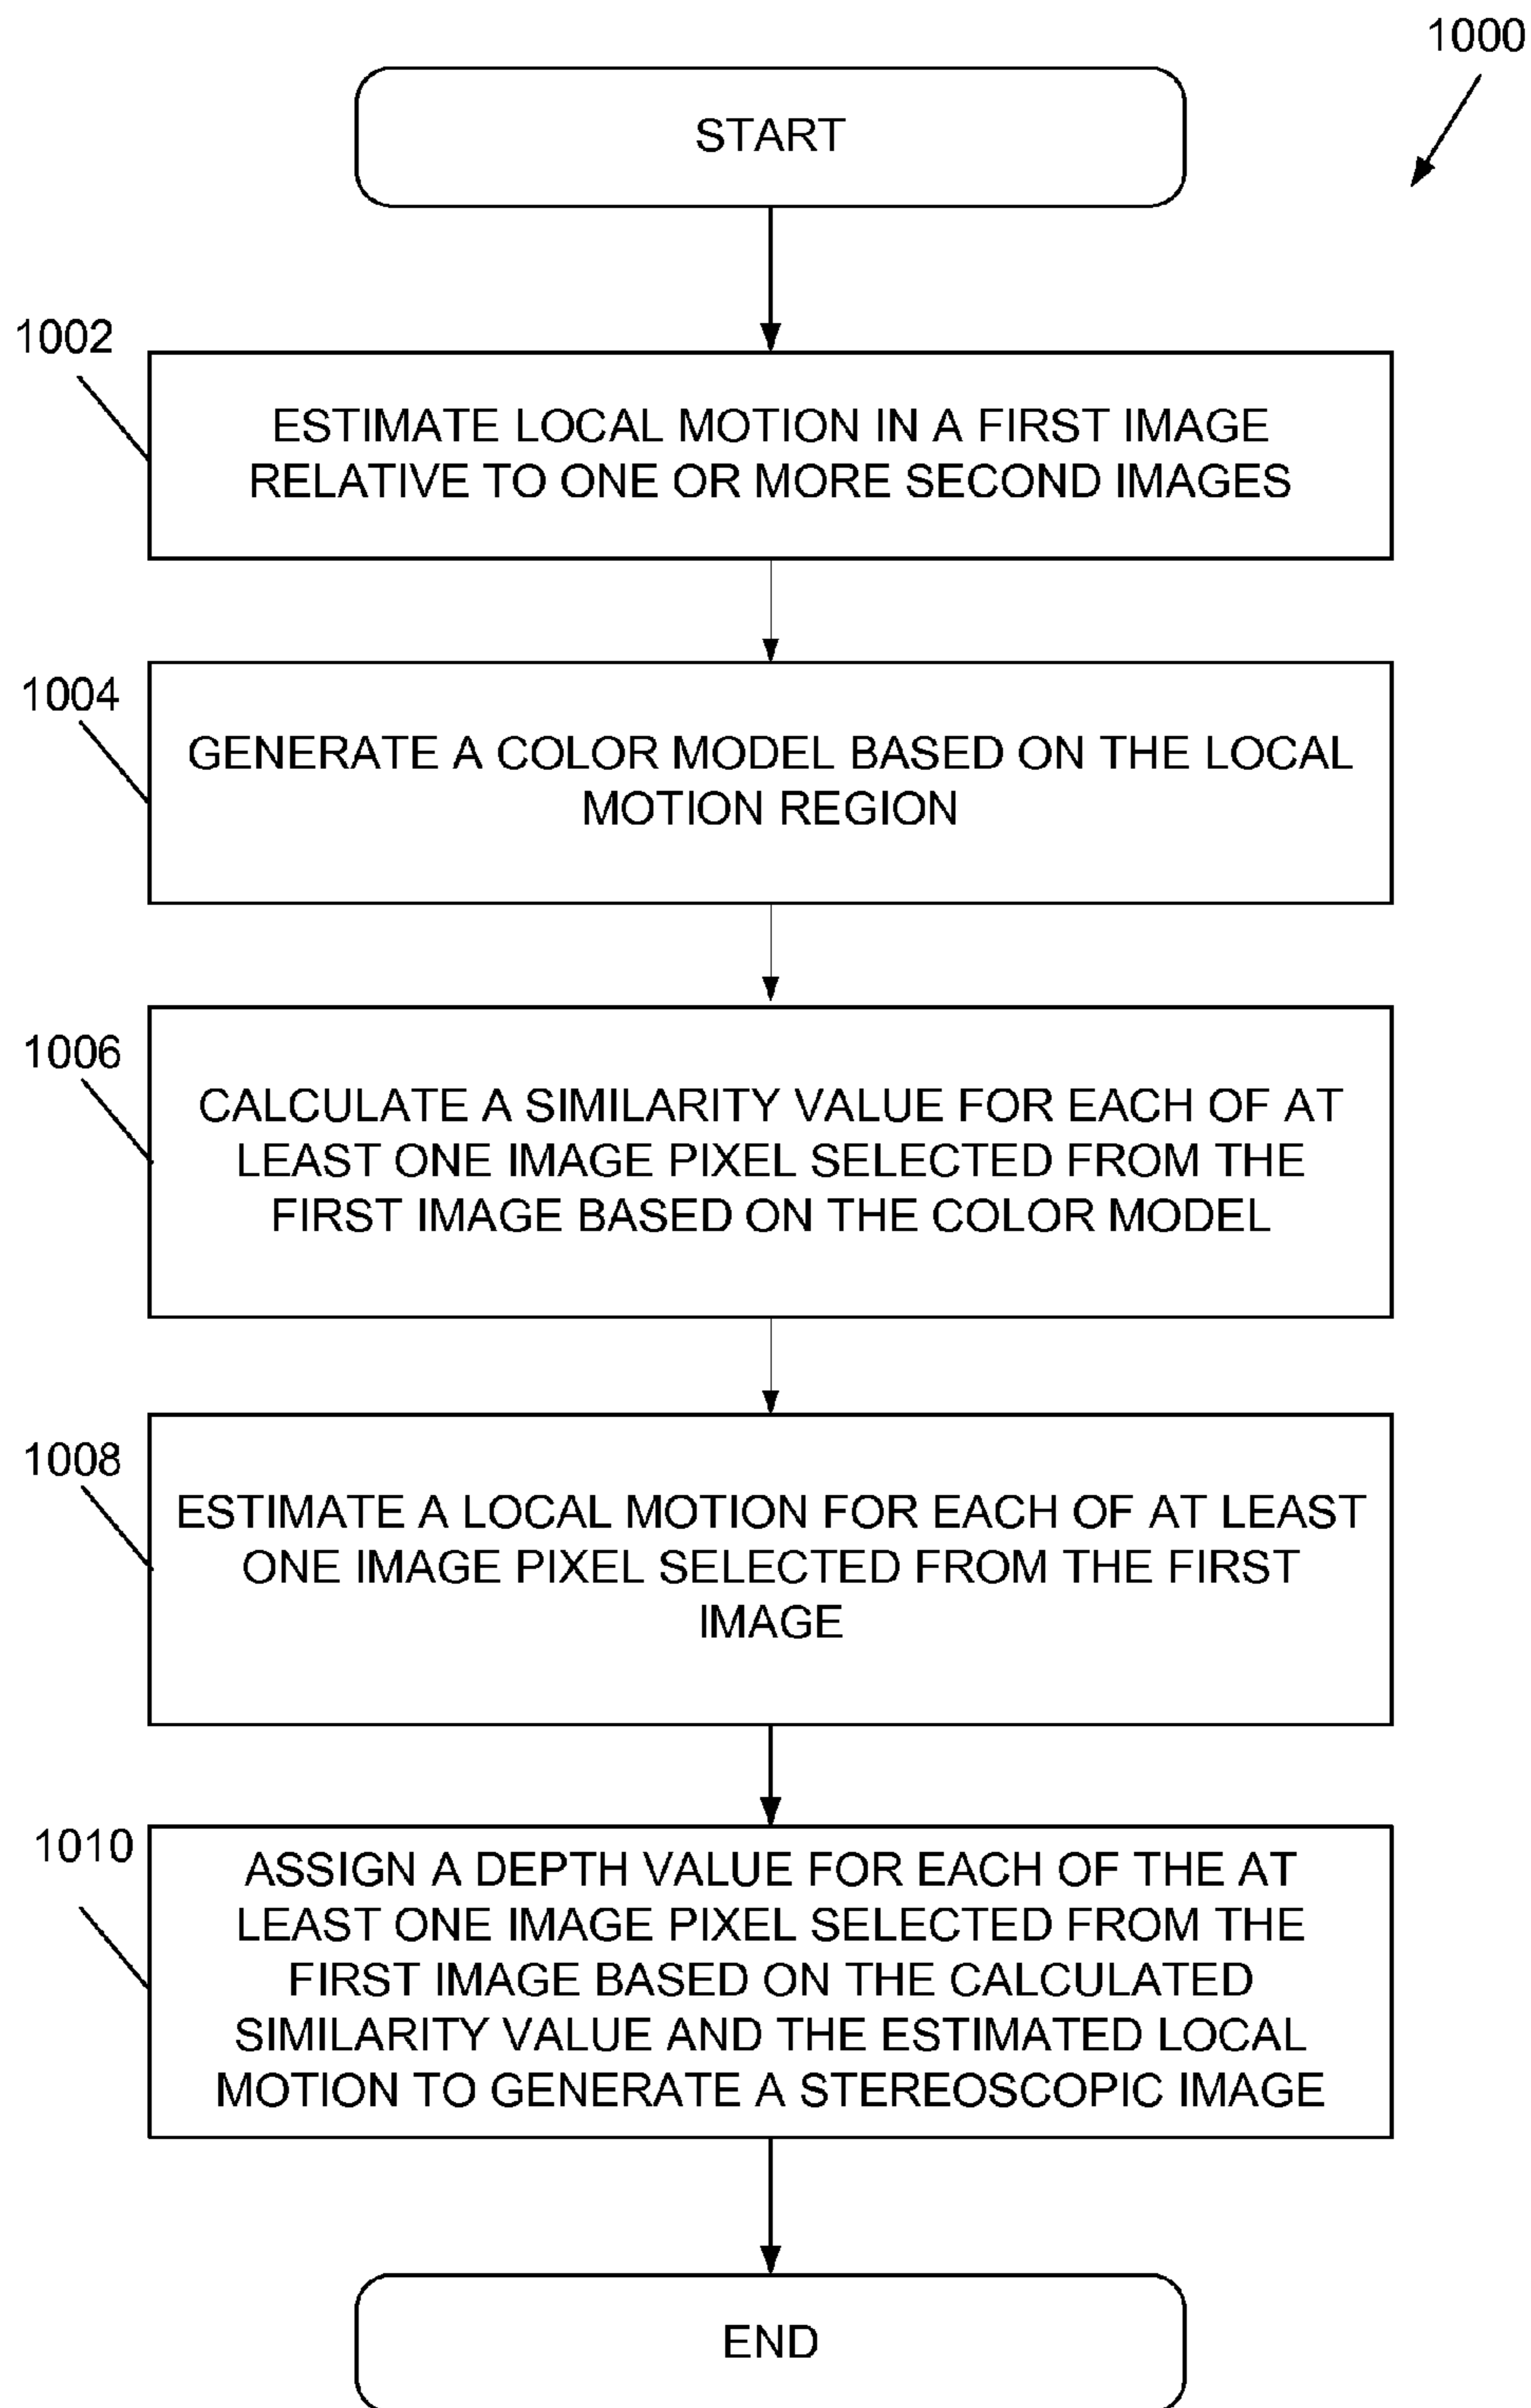 1000
START
1002
ESTIMATE LOCAL MOTION IN A FIRST IMAGE
RELATIVE TO ONE OR MORE SECOND IMAGES
1004
GENERATE A COLOR MODEL BASED ON THE LOCAL
MOTION REGION
1006
CALCULATE A SIMILARITY VALUE FOR EACH OF AT
LEAST ONE IMAGE PIXEL SELECTED FROM THE
FIRST IMAGE BASED ON THE COLOR MODEL
1008
ESTIMATE A LOCAL MOTION FOR EACH OF AT LEAST
ONE IMAGE PIXEL SELECTED FROM THE FIRST
IMAGE
1010
ASSIGN A DEPTH VALUE FOR EACH OF THE AT
LEAST ONE IMAGE PIXEL SELECTED FROM THE
FIRST IMAGE BASED ON THE CALCULATED
SIMILARITY VALUE AND THE ESTIMATED LOCAL
MOTION TO GENERATE A STEREOSCOPIC IMAGE
END